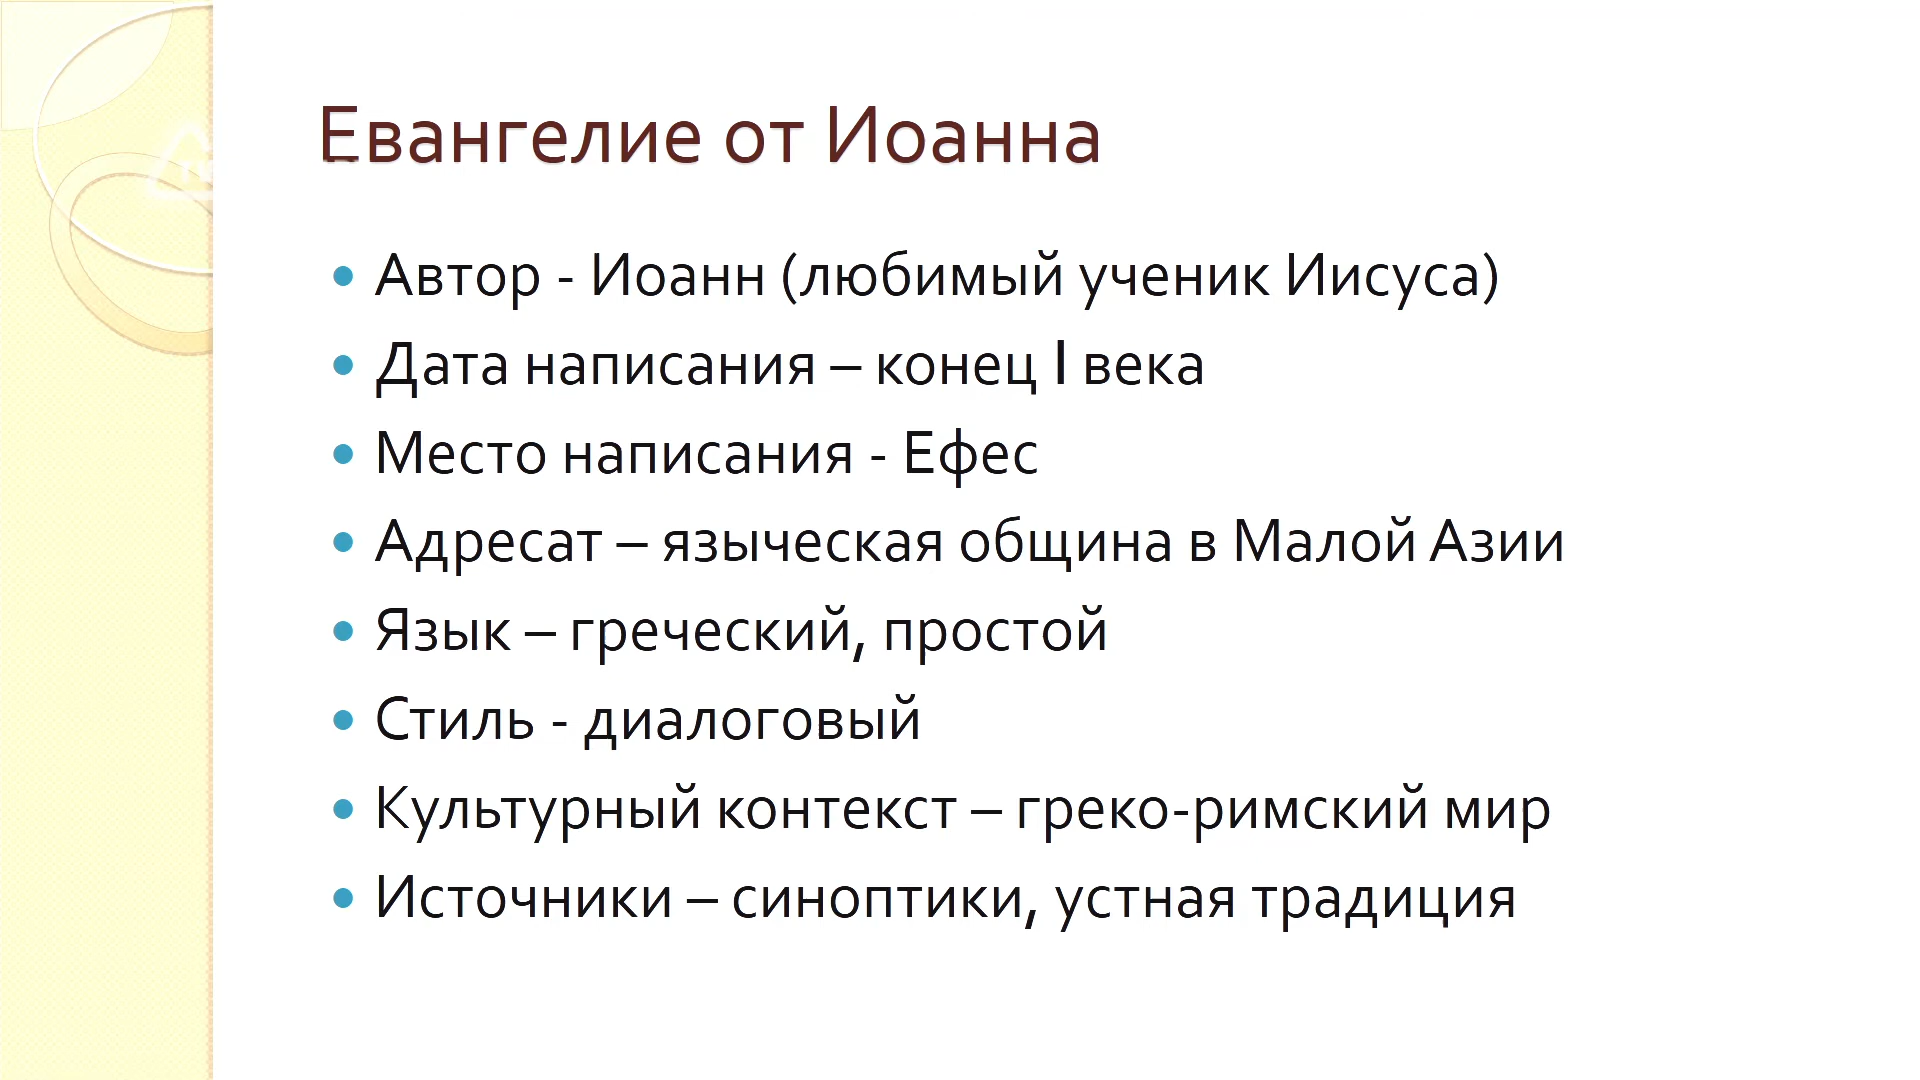 Евангелие от Иоанна
• Автор - Иоанн (любимый ученик Иисуса)
• Дата написания – конец I века
• Место написания - Ефес
• Адресат – языческая община в Малой Азии
• Язык – греческий, простой
• Стиль - диалоговый
• Культурный контекст – греко-римский мир
• Источники – синоптики, устная традиция